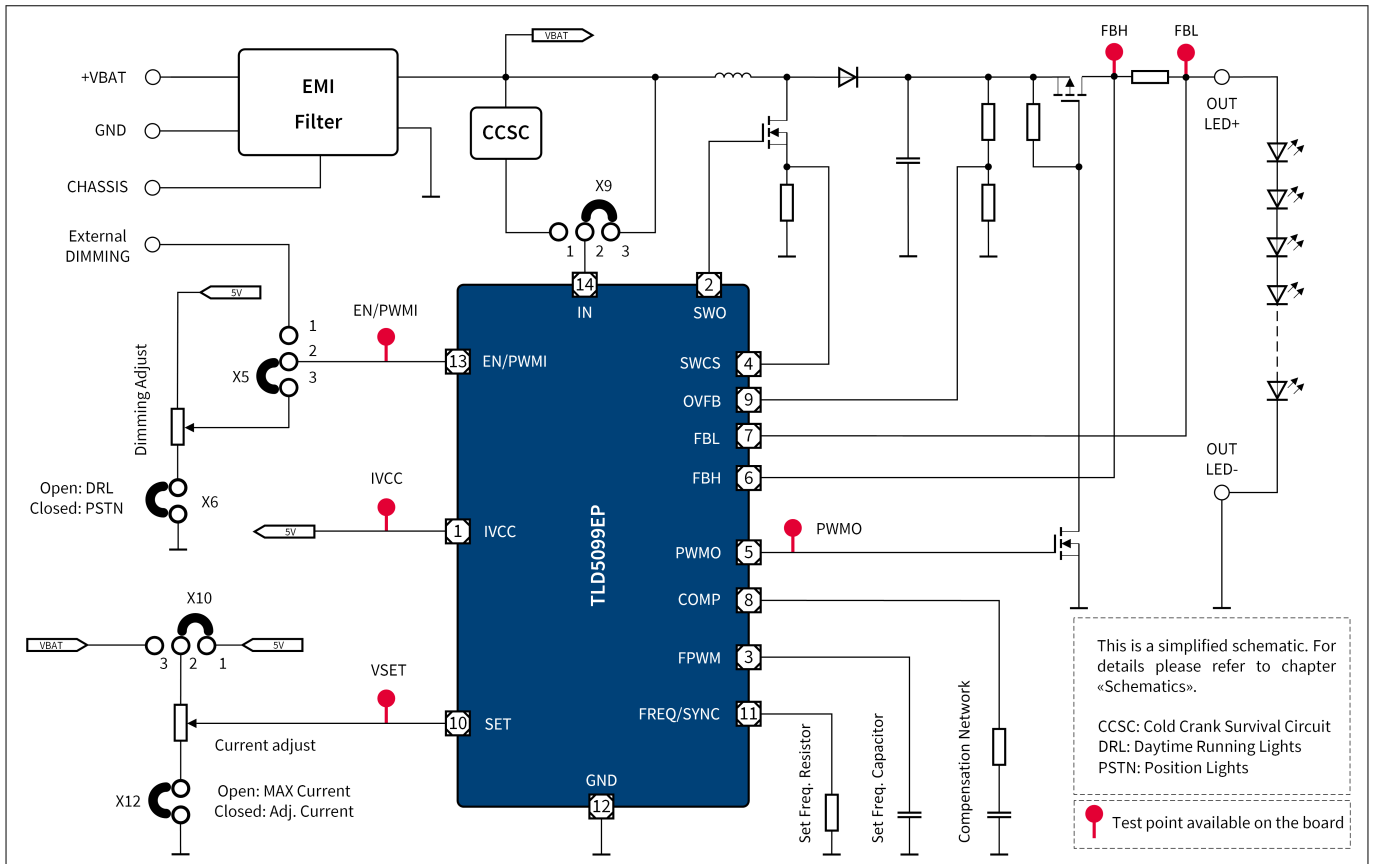 VBAT
FBH
FBL
+VBAT
EMI
Filter
GND
CCSC
OUT
LED+
CHASSIS
X9
External
DIMMING
1
2
3
14
IN
2
SWO
5V
EN/PWMI
1
2
3
X5
Dimming Adjust
13
EN/PWMI
SWCS
4
OVFB
9
FBL
7
FBH
6
OUT
LED-
Open: DRL
Closed: PSTN
X6
IVCC
5V
1
IVCC
TLD5099EP
PWMO
5
PWMO
COMP
8
X10
VBAT
5V
3
2
1
FPWM
3
VSET
10
SET
FREQ/SYNC
11
Current adjust
X12
Open: MAX Current
Closed: Adj. Current
GND
12
Set Freq. Resistor
Set Freq. Capacitor
Compensation Network
This is a simplified schematic. For
details please refer to chapter
«Schematics».
CCSC: Cold Crank Survival Circuit
DRL: Daytime Running Lights
PSTN: Position Lights
Test point available on the board